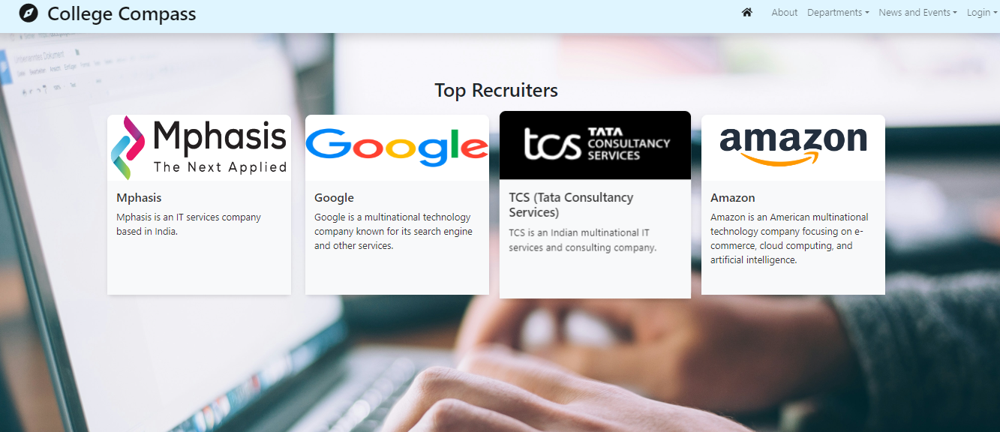 College Compass
About Departments News and Events Login
Top Recruiters
Mphasis
The Next Applied
Mphasis
Mphasis is an IT services company
based in India.
Google
Google
Google is a multinational technology
company known for its search engine
and other services.
tcs TATA
CONSULTANCY
SERVICES
TCS (Tata Consultancy
Services)
TCS is an Indian multinational IT
services and consulting company.
amazon
Amazon
Amazon is an American multinational
technology company focusing on e-
commerce, cloud computing, and
artificial intelligence.